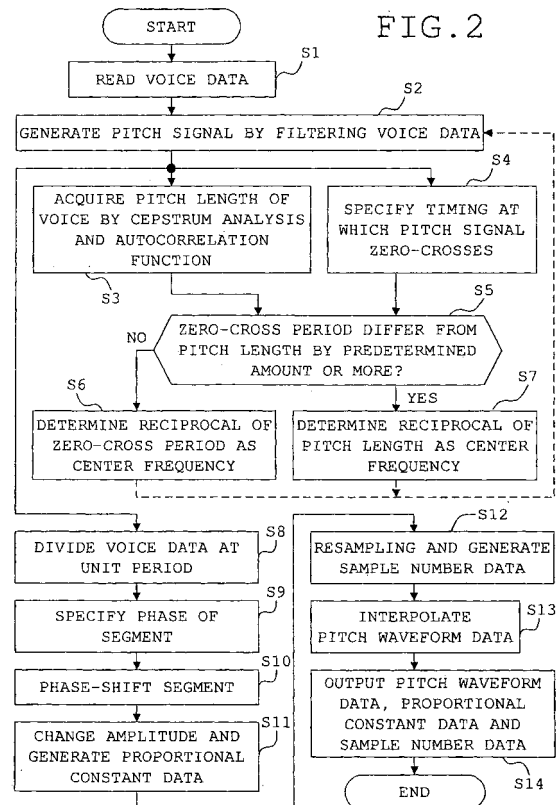 FIG.2
START
S1
READ VOICE DATA
S2
GENERATE PITCH SIGNAL BY FILTERING VOICE DATA
S4
ACQUIRE PITCH LENGTH OF
VOICE BY CEPSTRUM ANALYSIS
AND AUTOCORRELATION
FUNCTION
S3
SPECIFY TIMING AT
WHICH PITCH SIGNAL
ZERO-CROSSES
S5
ZERO-CROSS PERIOD DIFFER FROM
PITCH LENGTH BY PREDETERMINED
AMOUNT OR MORE?
NO
YES
S6
DETERMINE RECIPROCAL OF
ZERO-CROSS PERIOD AS
CENTER FREQUENCY
S7
DETERMINE RECIPROCAL OF
PITCH LENGTH AS CENTER
FREQUENCY
S8
DIVIDE VOICE DATA AT
UNIT PERIOD
S9
SPECIFY PHASE OF
SEGMENT
S10
PHASE-SHIFT SEGMENT
S11
CHANGE AMPLITUDE AND
GENERATE PROPORTIONAL
CONSTANT DATA
S12
RESAMPLING AND GENERATE
SAMPLE NUMBER DATA
S13
INTERPOLATE
PITCH WAVEFORM DATA
OUTPUT PITCH WAVEFORM
DATA, PROPORTIONAL
CONSTANT DATA AND
SAMPLE NUMBER DATA
S14
END